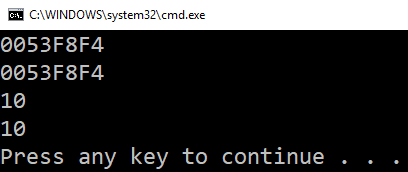 C:\WINDOWS\system32\cmd.exe
0053F8F4
0053F8F4
10
10
Press any key to continue . . .